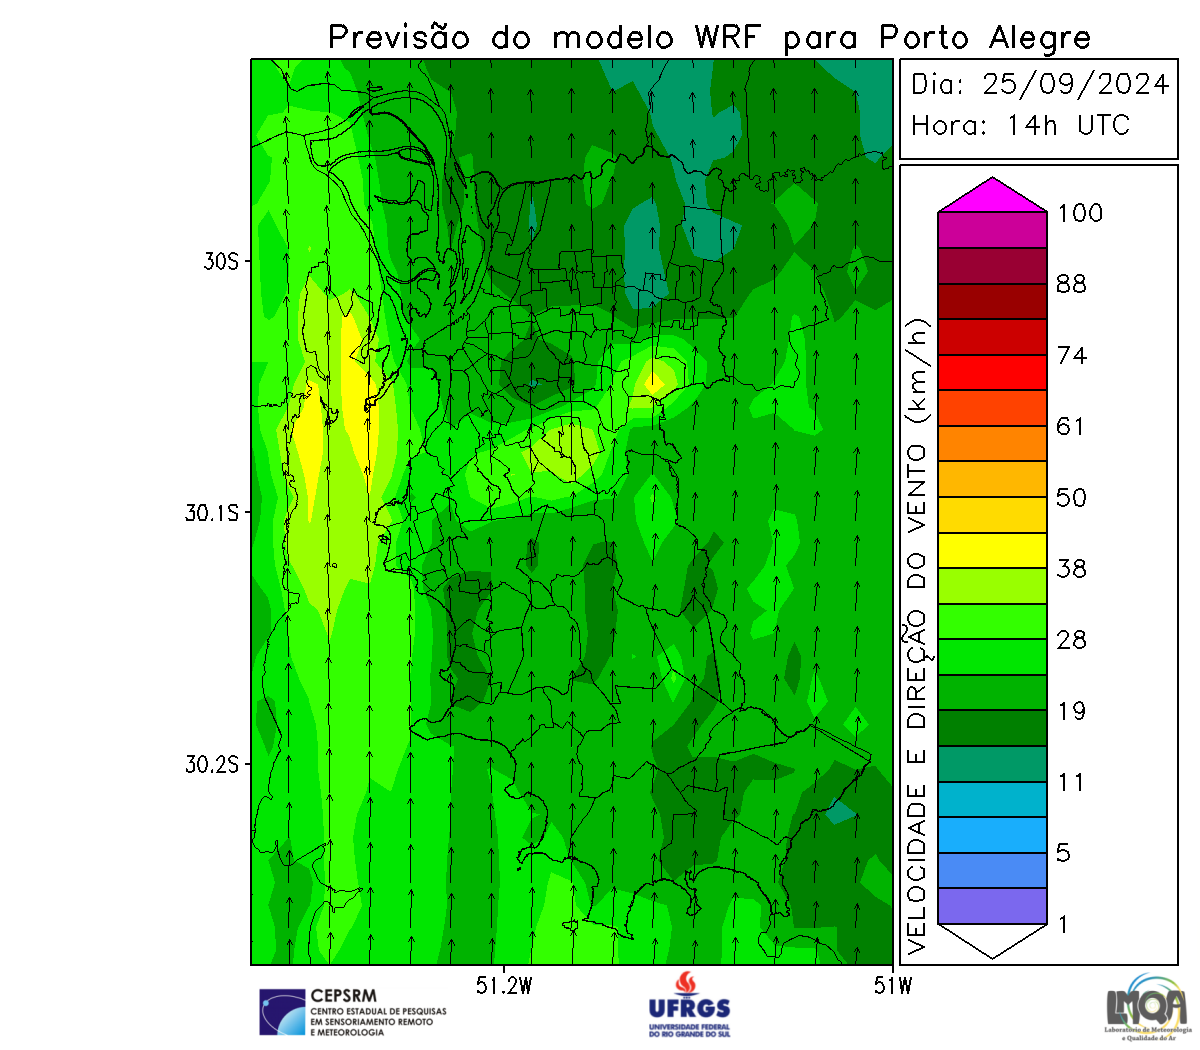 Previsão do modelo WRF para Porto Alegre
Dia: 25/09/2024
Hora: 14h UTC
30S
30.1S
30.2S
51.2W
51W
VELOCIDADE E DIREÇÃO DO VENTO (km/h)
100
88
74
61
50
38
28
19
11
5
1
CEPSRM
CENTRO ESTADUAL DE PESQUISAS
EM SENSORIAMENTO REMOTO
E METEOROLOGIA
UFRGS
UNIVERSIDADE FEDERAL
DO RIO GRANDE DO SUL
LMQA
Laboratório de Meteorologia
e Qualidade do Ar